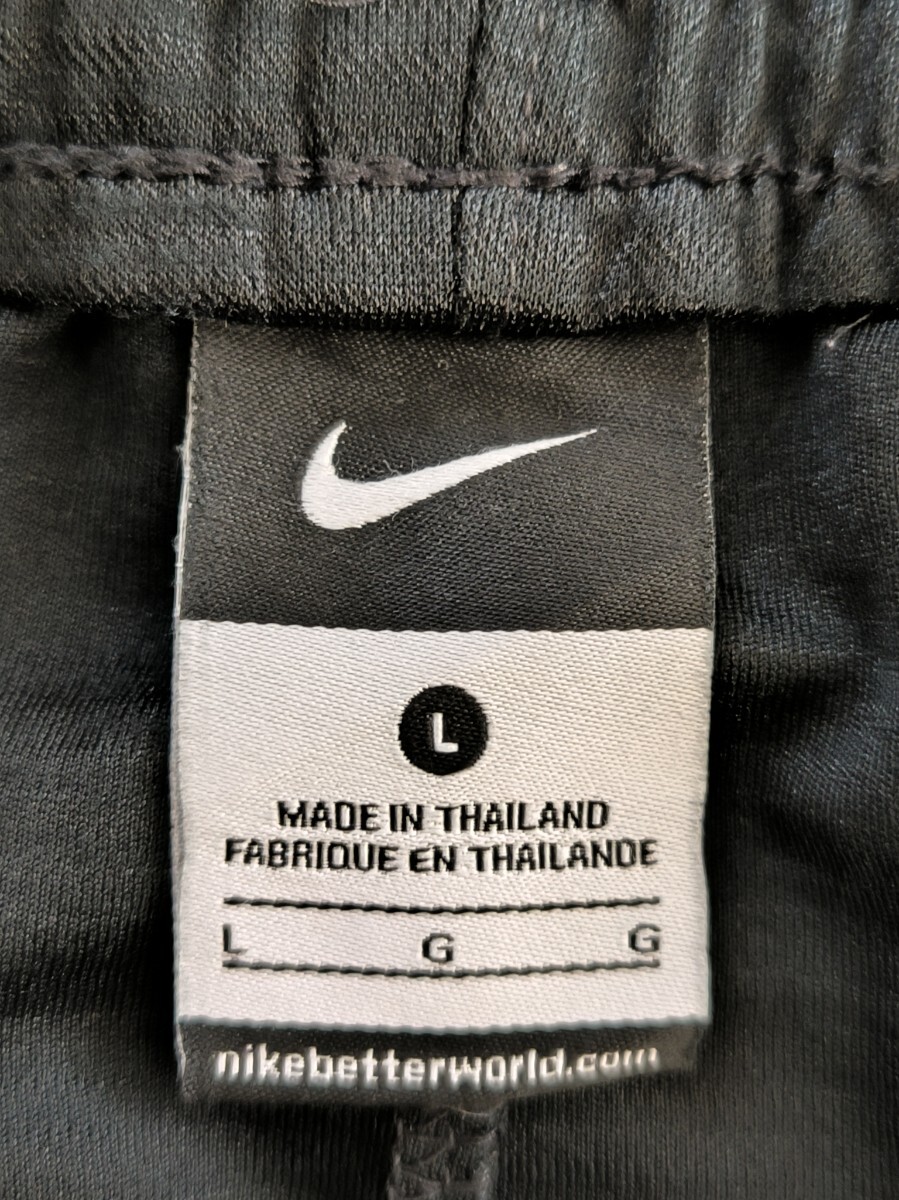 L
MADE IN THAILAND
FABRIQUE EN THAILANDE
L G G
nikebetterworld.com